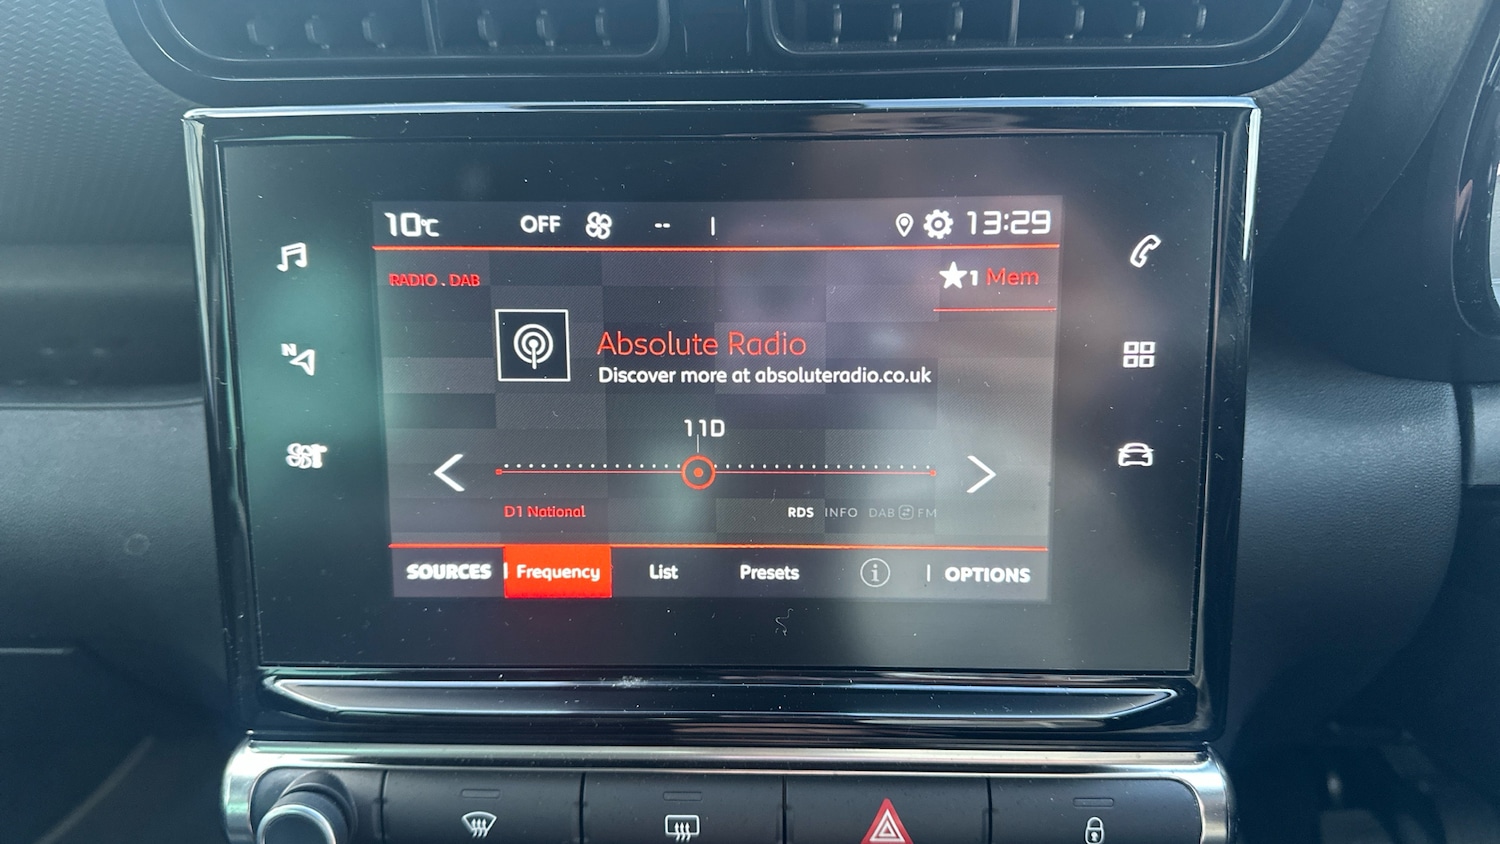 10°C OFF -- 13:29
RADIO . DAB
1 Mem
Absolute Radio
Discover more at absoluteradio.co.uk
N
11D
D1 National RDS INFO DAB FM
SOURCES Frequency List Presets i OPTIONS